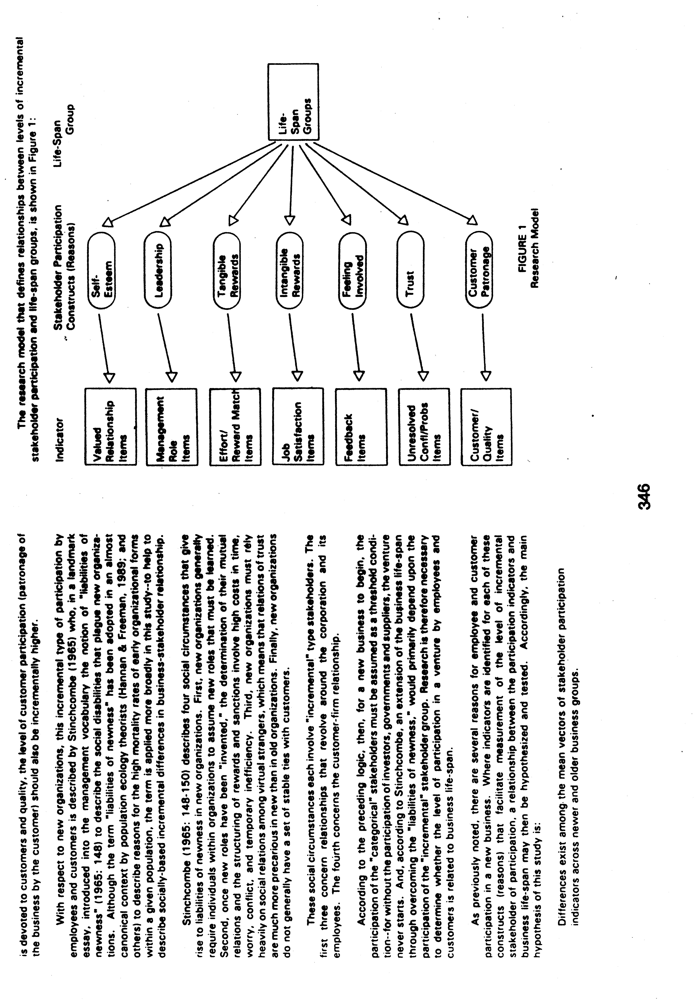 is devoted to customers and quality, the level of customer participation (patronage of
the business by the customer) should also be incrementally higher.
With respect to new organizations, this incremental type of participation by
employees and customers is described by Stinchcombe (1965) who, in a landmark
essay, introduced into the management vocabulary the notion of "liabilities of
newness" (1965: 148) to describe the social disabilities that plague new organiza-
tions. Although the term "liabilities of newness" has been adopted in an almost
canonical context by population ecology theorists (Hannan & Freeman, 1989; and
others) to describe reasons for the high mortality rates of early organizational forms
within a given population, the term is applied more broadly in this study--to help to
describe socially-based incremental differences in business-stakeholder relationship.
Stinchcombe (1965: 148-150) describes four social circumstances that give
rise to liabilities of newness in new organizations. First, new organizations generally
require individuals within organizations to assume new roles that must be learned.
Second, once new roles have been "invented," the determination of their mutual
relations and the structuring of rewards and sanctions involve high costs in time,
worry, conflict, and temporary inefficiency. Third, new organizations must rely
heavily on social relations among virtual strangers, which means that relations of trust
are much more precarious in new than in old organizations. Finally, new organizations
do not generally have a set of stable ties with customers.
These social circumstances each involve "incremental" type stakeholders. The
first three concern relationships that revolve around the corporation and its
employees. The fourth concerns the customer-firm relationship.
According to the preceding logic, then, for a new business to begin, the
participation of the "categorical" stakeholders must be assumed as a threshold condi-
tion--for without the participation of investors, governments and suppliers, the venture
never starts. And, according to Stinchcombe, an extension of the business life-span
through overcoming the "liabilities of newness," would primarily depend upon the
participation of the "incremental" stakeholder group. Research is therefore necessary
to determine whether the level of participation in a venture by employees and
customers is related to business life-span.
As previously noted, there are several reasons for employee and customer
participation in a new business. Where indicators are identified for each of these
constructs (reasons) that facilitate measurement of the level of incremental
stakeholder of participation, a relationship between the participation indicators and
business life-span may then be hypothesized and tested. Accordingly, the main
hypothesis of this study is:
Differences exist among the mean vectors of stakeholder participation
indicators across newer and older business groups.
The research model that defines relationships between levels of incremental
stakeholder participation and life-span groups, is shown in Figure 1:
Indicator
Stakeholder Participation
Constructs (Reasons)
Life-Span
Group
Valued
Relationship
Items
Self-
Esteem
Management
Role
Items
Leadership
Effort/
Reward Match
Items
Tangible
Rewards
Job
Satisfaction
Items
Intangible
Rewards
Life-
Span
Groups
Feedback
Items
Feeling
Involved
Unresolved
Confl/Probs
Items
Trust
Customer/
Quality
Items
Customer
Patronage
FIGURE 1
Research Model
346